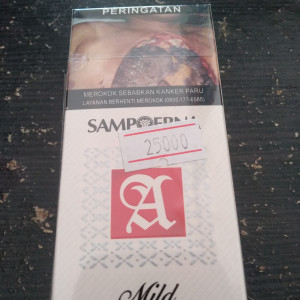 PERINGATAN
MEROKOK SEBABKAN KANKER PARU
LAYANAN BERHENTI MEROKOK (0800-177-6565)
SAMPOERNA
25000
A
Mild